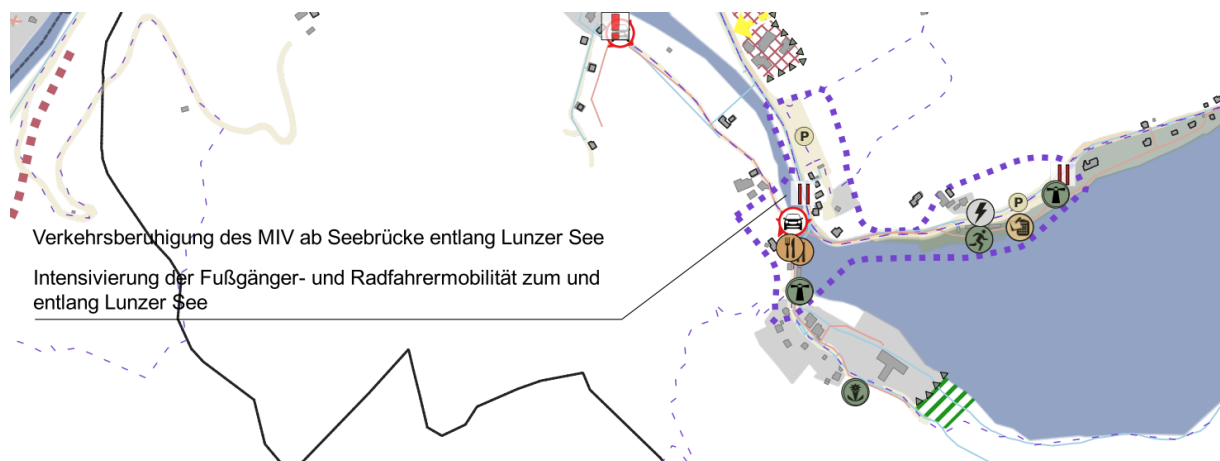 P
Verkehrsberuhigung des MIV ab Seebrücke entlang Lunzer See
P
Intensivierung der Fußgänger- und Radfahrermobilität zum und
entlang Lunzer See